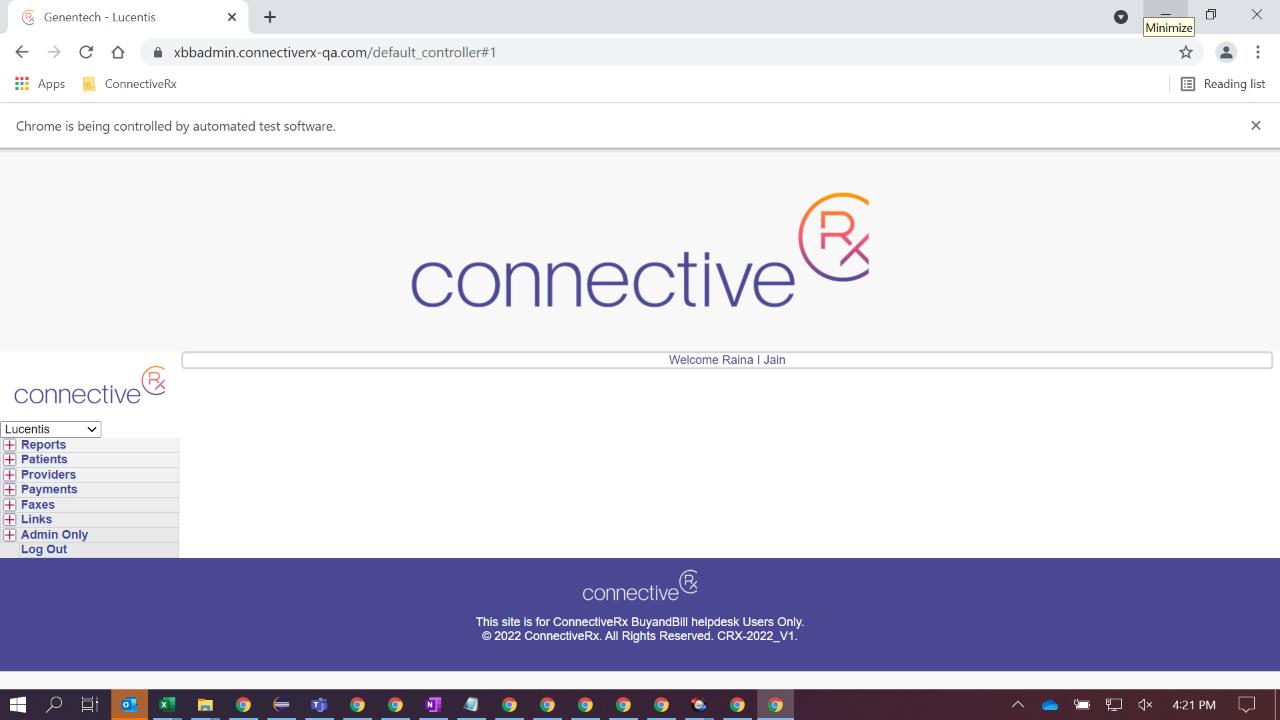 Genentech - Lucentis
Minimize
xbbadmin.connectiverx-qa.com/default_controller#1
Apps
ConnectiveRx
Reading list
Chrome is being controlled by automated test software.
connective Rx
Welcome Raina I Jain
connective Rx
Lucentis
Reports
Patients
Providers
Payments
Faxes
Links
Admin Only
Log Out
connective Rx
This site is for ConnectiveRx BuyandBill helpdesk Users Only.
© 2022 ConnectiveRx. All Rights Reserved. CRX-2022_V1.
4:21 PM